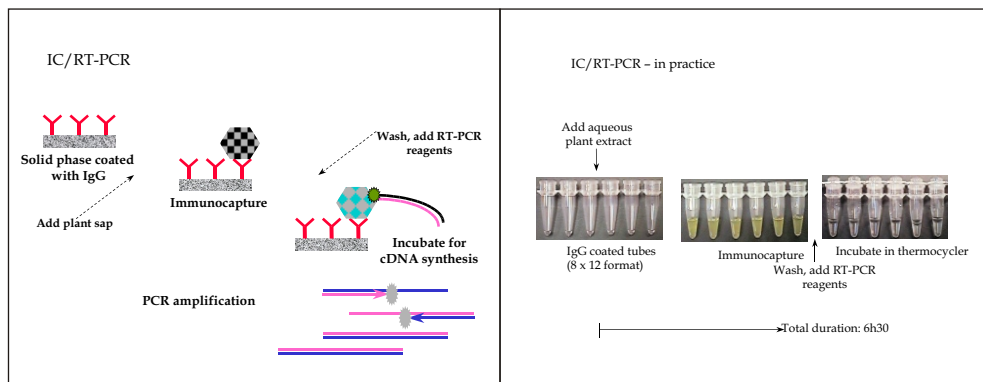 IC/RT-PCR
Solid phase coated
with IgG
Add plant sap
Immunocapture
Wash, add RT-PCR
reagents
Incubate for
cDNA synthesis
PCR amplification
IC/RT-PCR – in practice
Add aqueous
plant extract
IgG coated tubes
(8 x 12 format)
Immunocapture
Wash, add RT-PCR
reagents
Incubate in thermocycler
Total duration: 6h30